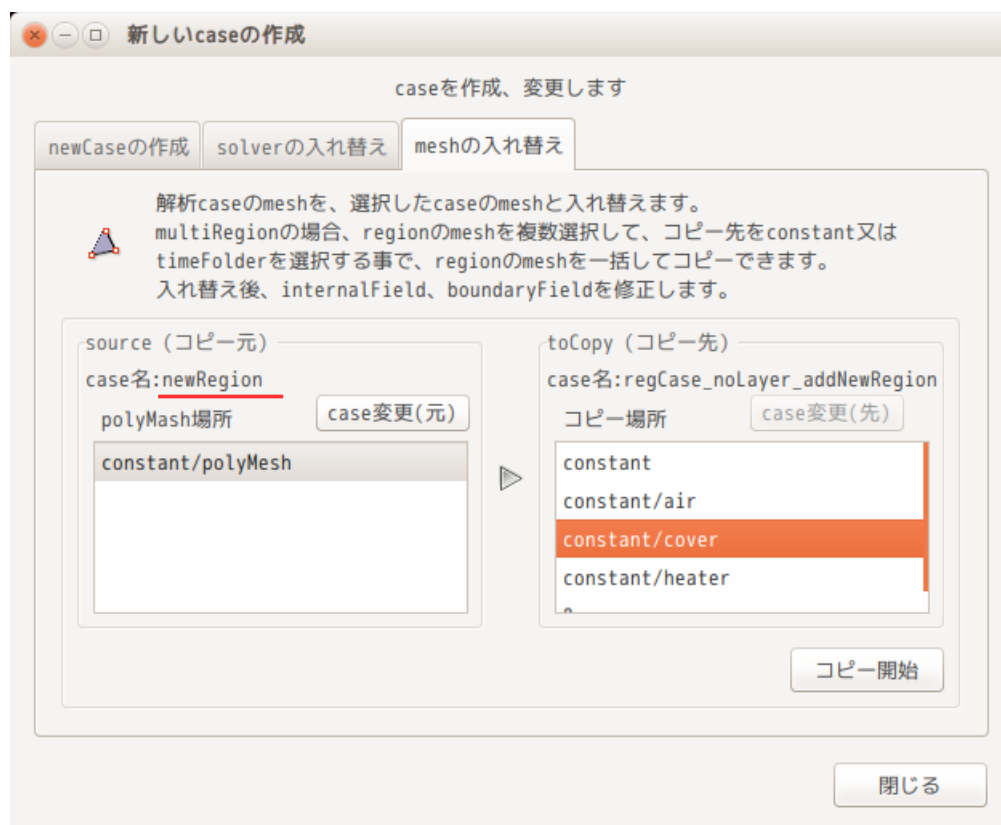 新しいcaseの作成
caseを作成、変更します
newCaseの作成
solverの入れ替え
meshの入れ替え
解析caseのmeshを、選択したcaseのmeshと入れ替えます。
multiRegionの場合、regionのmeshを複数選択して、コピー先をconstant又は
timeFolderを選択する事で、regionのmeshを一括してコピーできます。
入れ替え後、internalField、boundaryFieldを修正します。
source (コピー元)
case名:newRegion
polyMash場所
case変更(元)
constant/polyMesh
toCopy (コピー先)
case名:regCase_noLayer_addNewRegion
コピー場所
case変更(先)
constant
constant/air
constant/cover
constant/heater
コピー開始
閉じる